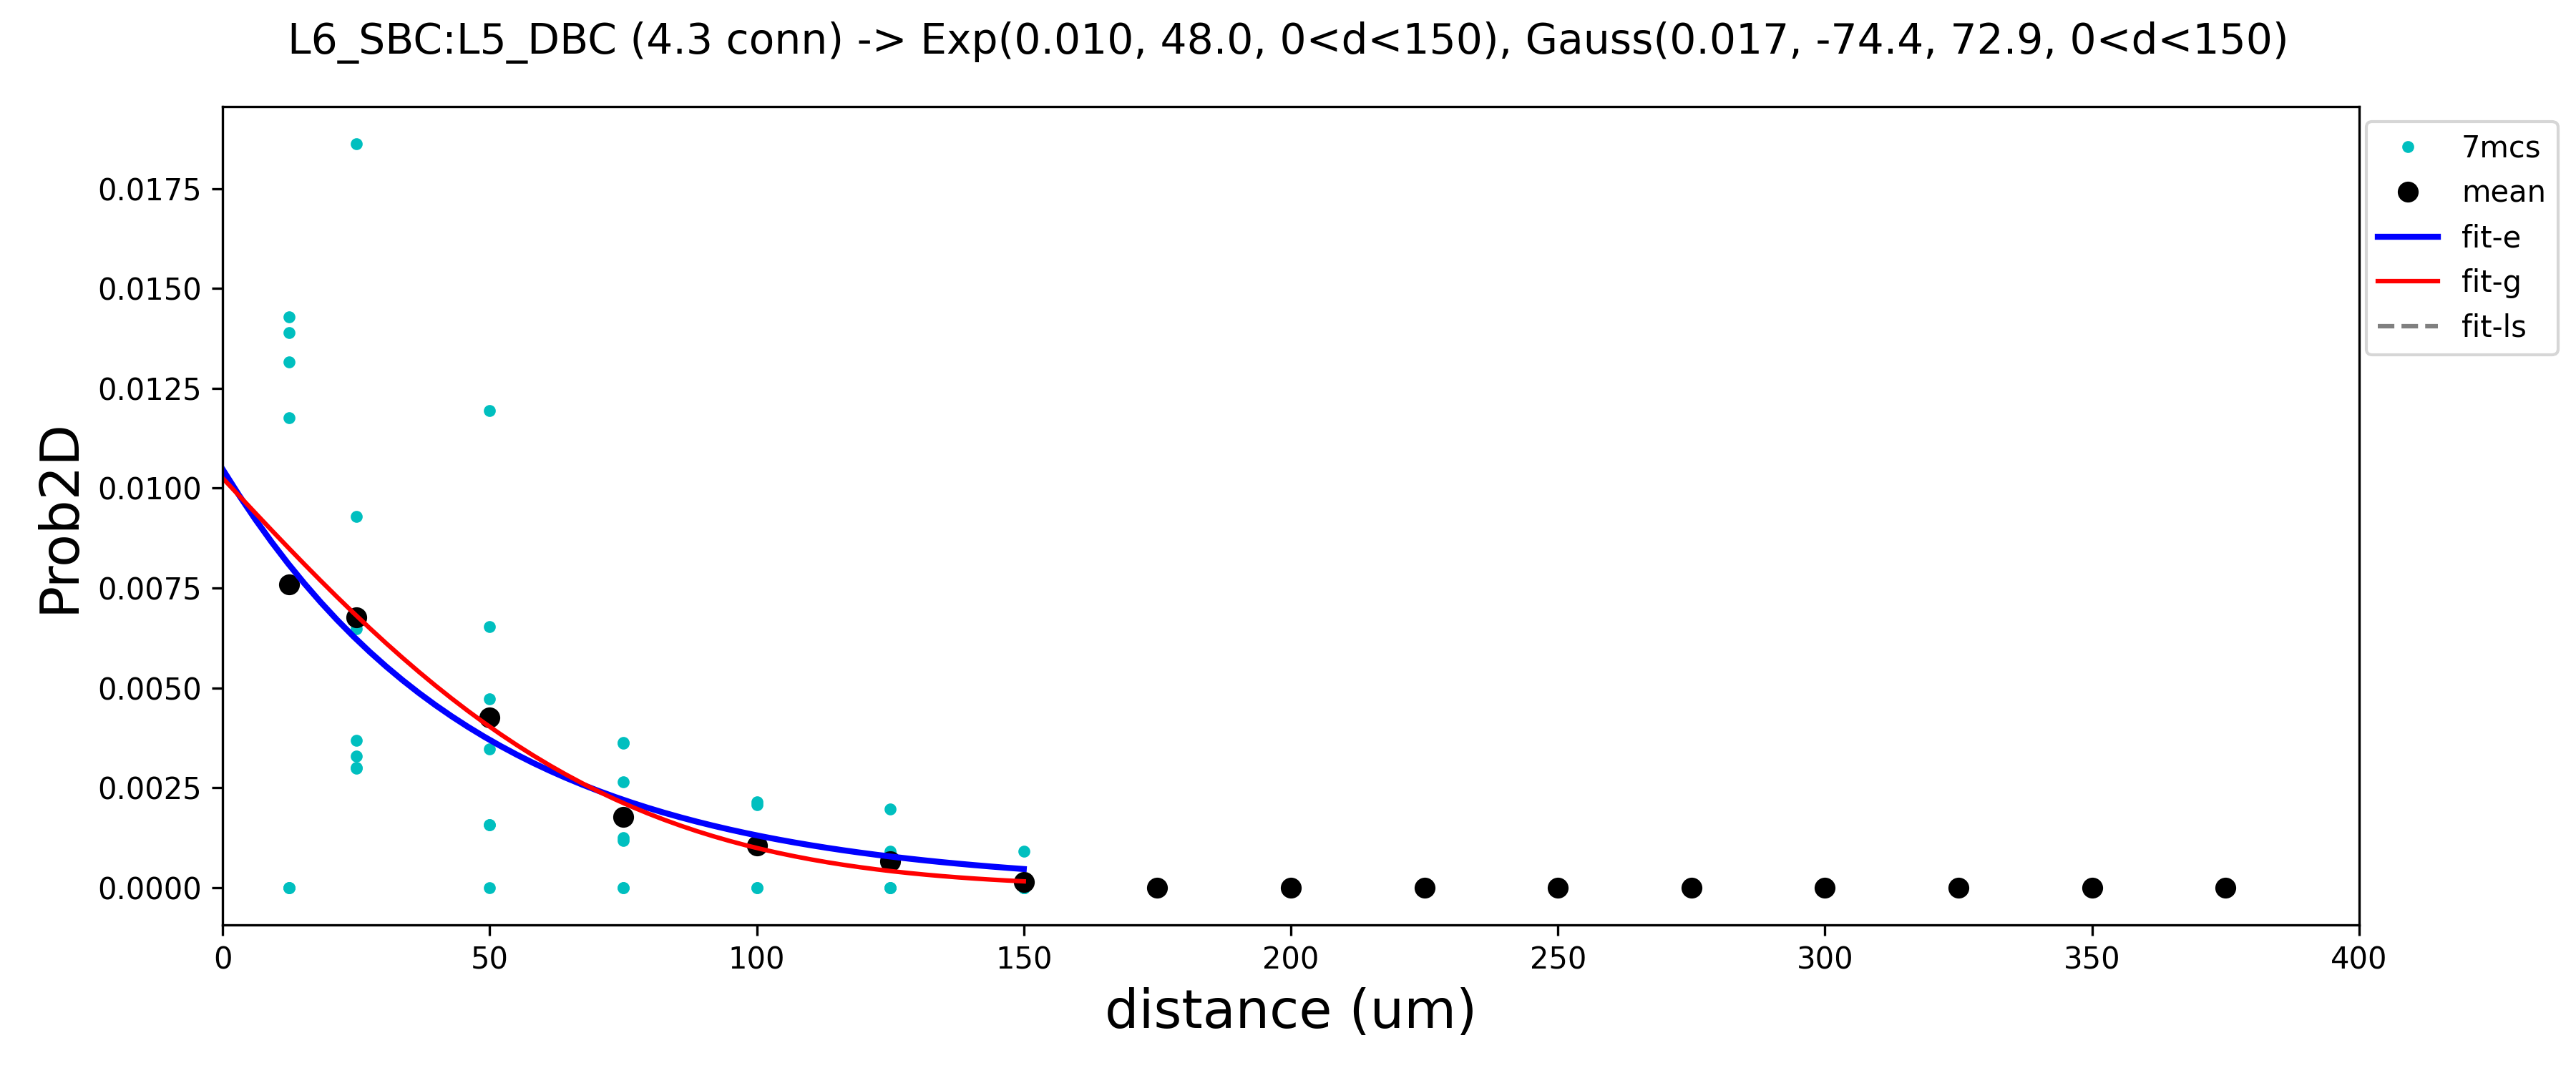 L6_SBC:L5_DBC (4.3 conn) -> Exp(0.010, 48.0, 0<d<150), Gauss(0.017, -74.4, 72.9, 0<d<150)
7mcs
mean
fit-e
fit-g
fit-ls
Prob2D
0.0175
0.0150
0.0125
0.0100
0.0075
0.0050
0.0025
0.0000
0 50 100 150 200 250 300 350 400
distance (um)